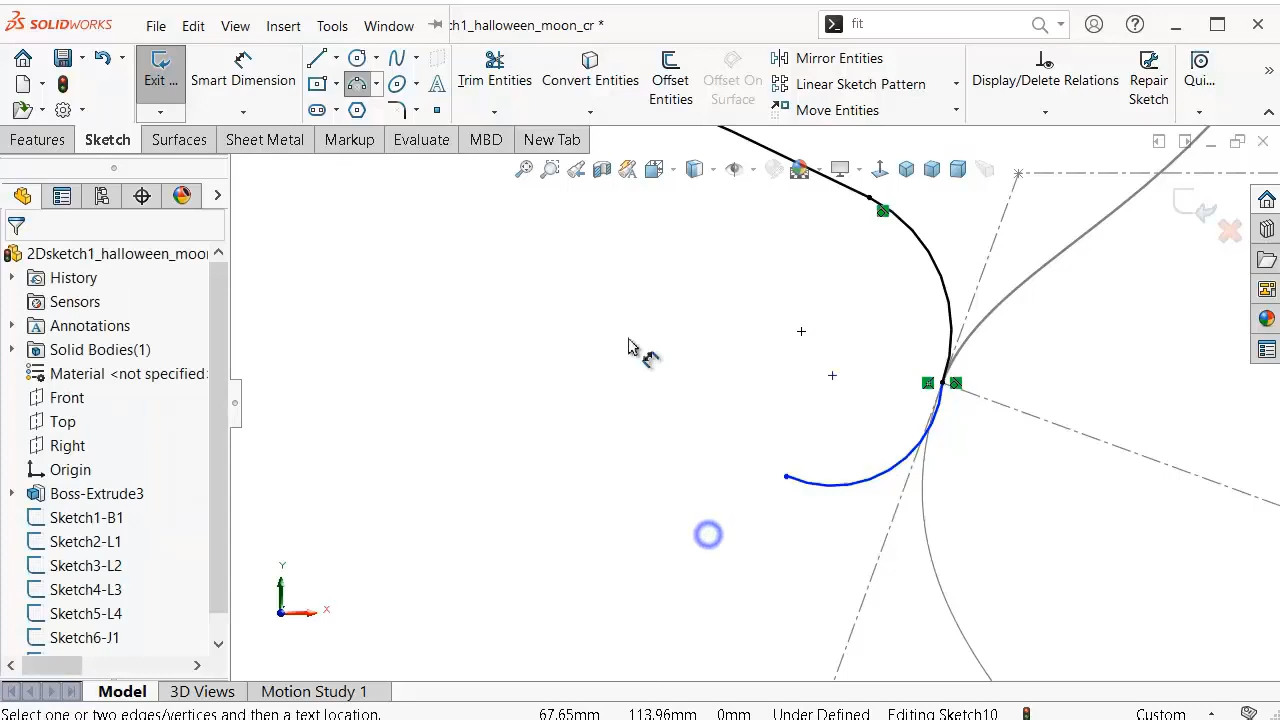 SOLIDWORKS
File
Edit
View
Insert
Tools
Window
ch1_halloween_moon_cr *
fit
Exit ...
Smart Dimension
Trim Entities
Convert Entities
Offset
Entities
Offset On
Surface
Mirror Entities
Linear Sketch Pattern
Move Entities
Display/Delete Relations
Repair
Sketch
Qui...
Features
Sketch
Surfaces
Sheet Metal
Markup
Evaluate
MBD
New Tab
2Dsketch1_halloween_moon
History
Sensors
Annotations
Solid Bodies(1)
Material <not specified>
Front
Top
Right
Origin
Boss-Extrude3
Sketch1-B1
Sketch2-L1
Sketch3-L2
Sketch4-L3
Sketch5-L4
Sketch6-J1
Y
X
Model
3D Views
Motion Study 1
Select one or two edges/vertices and then a text location.
67.65mm
113.96mm
0mm
Under Defined
Editing Sketch10
Custom